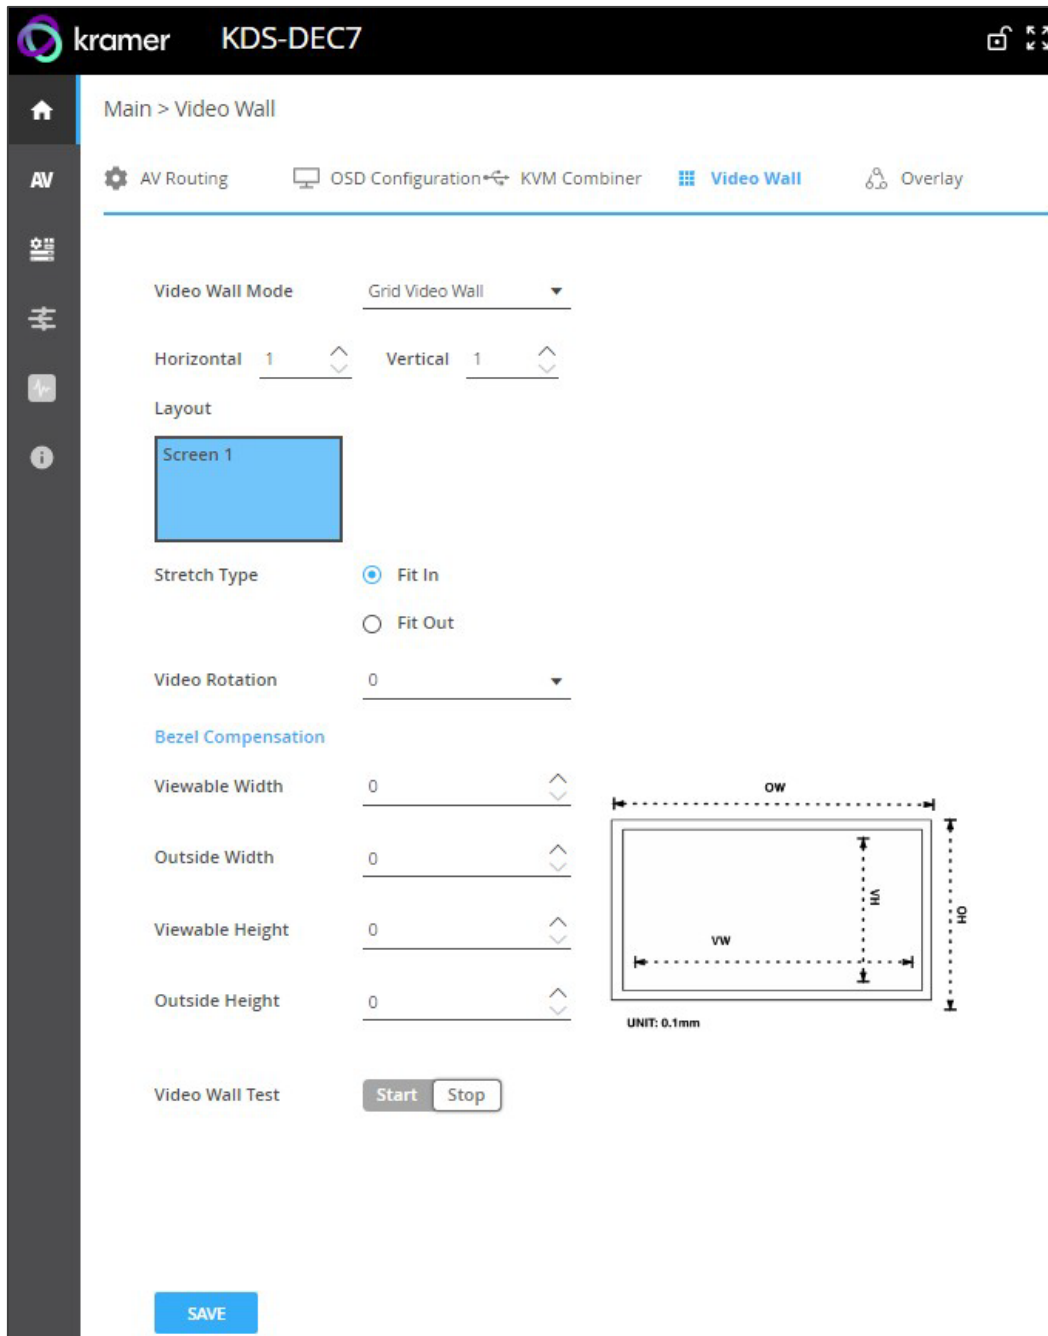 kramer KDS-DEC7
Main > Video Wall
AV
AV Routing OSD Configuration KVM Combiner Video Wall Overlay
Video Wall Mode Grid Video Wall
Horizontal 1 Vertical 1
Layout
Screen 1
Stretch Type Fit In
Fit Out
Video Rotation 0
Bezel Compensation
Viewable Width 0
OW
Outside Width 0
VH
OH
Viewable Height 0
VW
Outside Height 0
UNIT: 0.1mm
Video Wall Test Start Stop
SAVE